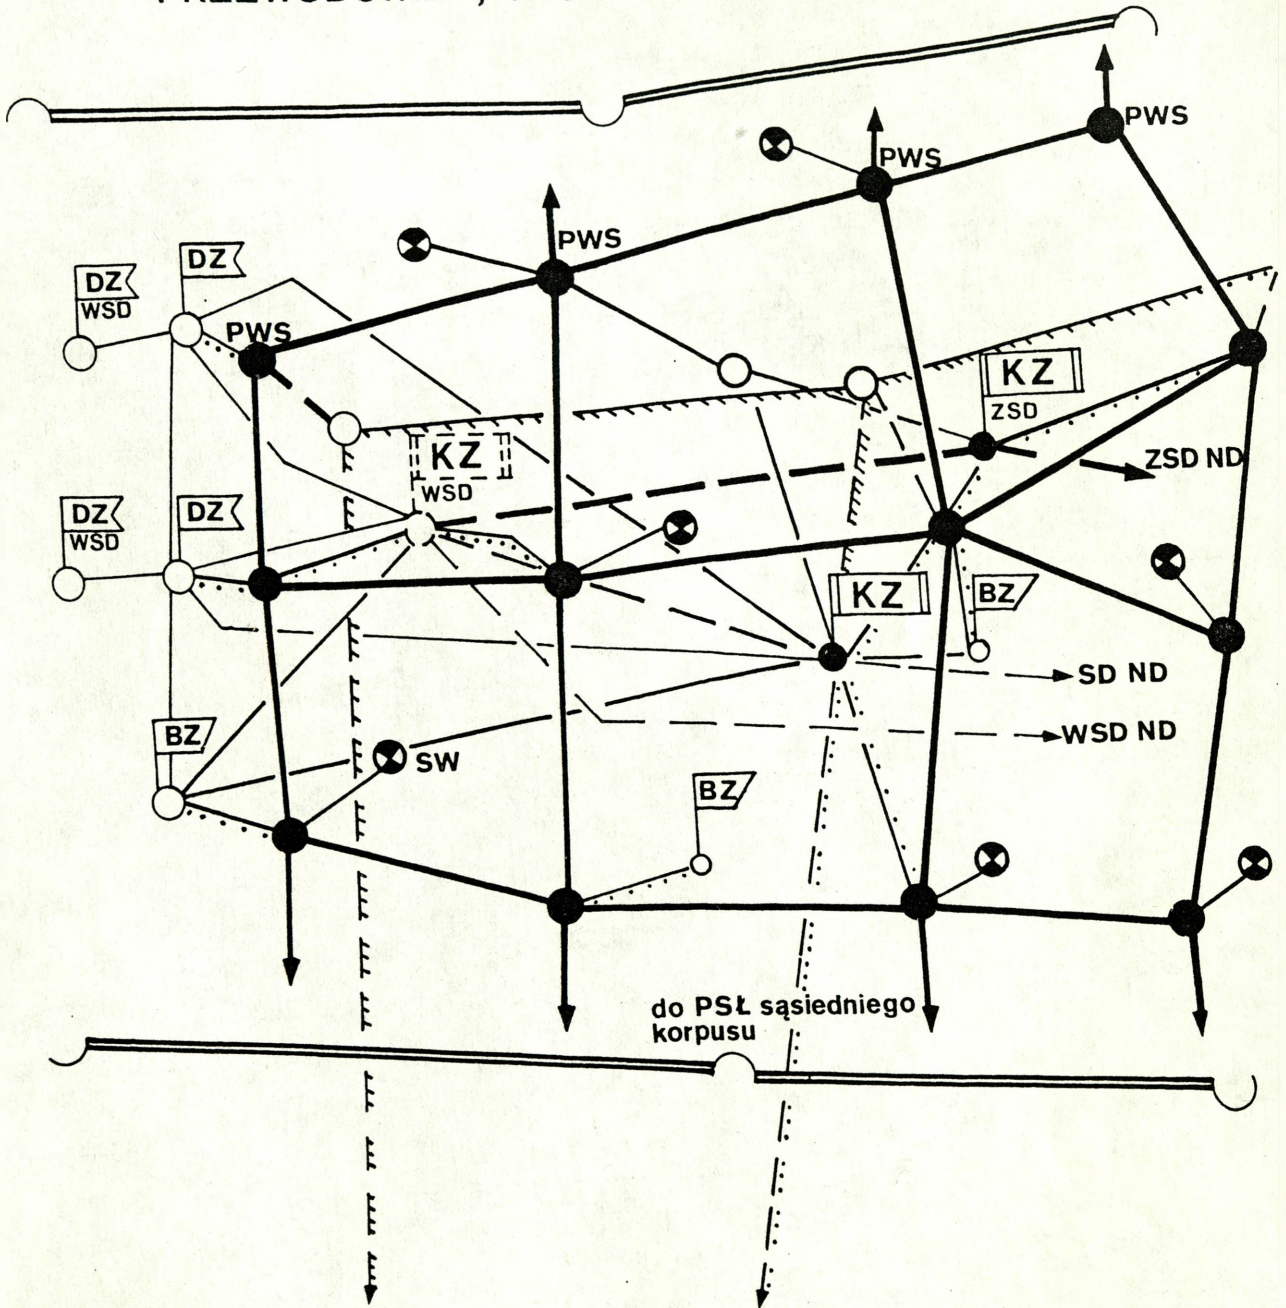 PWS
PWS
PWS
DZ
DZ
WSD
PWS
KZ
ZSD
KZ
WSD
ZSD ND
DZ
WSD
DZ
KZ
BZ
SD ND
WSD ND
BZ
SW
BZ
do PSŁ sąsiedniego
korpusu